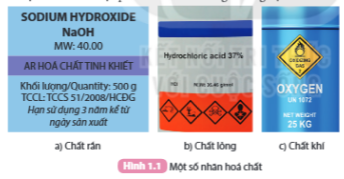 SODIUM HYDROXIDE
NaOH
MW: 40.00
AR HOÁ CHẤT TINH KHIẾT
Khối lượng/Quantity: 500 g
TCCL: TCCS 51/2008/HCĐG
Hạn sử dụng 3 năm kể từ
ngày sản xuất
a) Chất rắn
Hydrochloric acid 37%
b) Chất lỏng
OXIDIZING
GAS
OXYGEN
UN 1072
NET WEIGHT
25 KG
c) Chất khí
Hình 1.1 Một số nhãn hoá chất